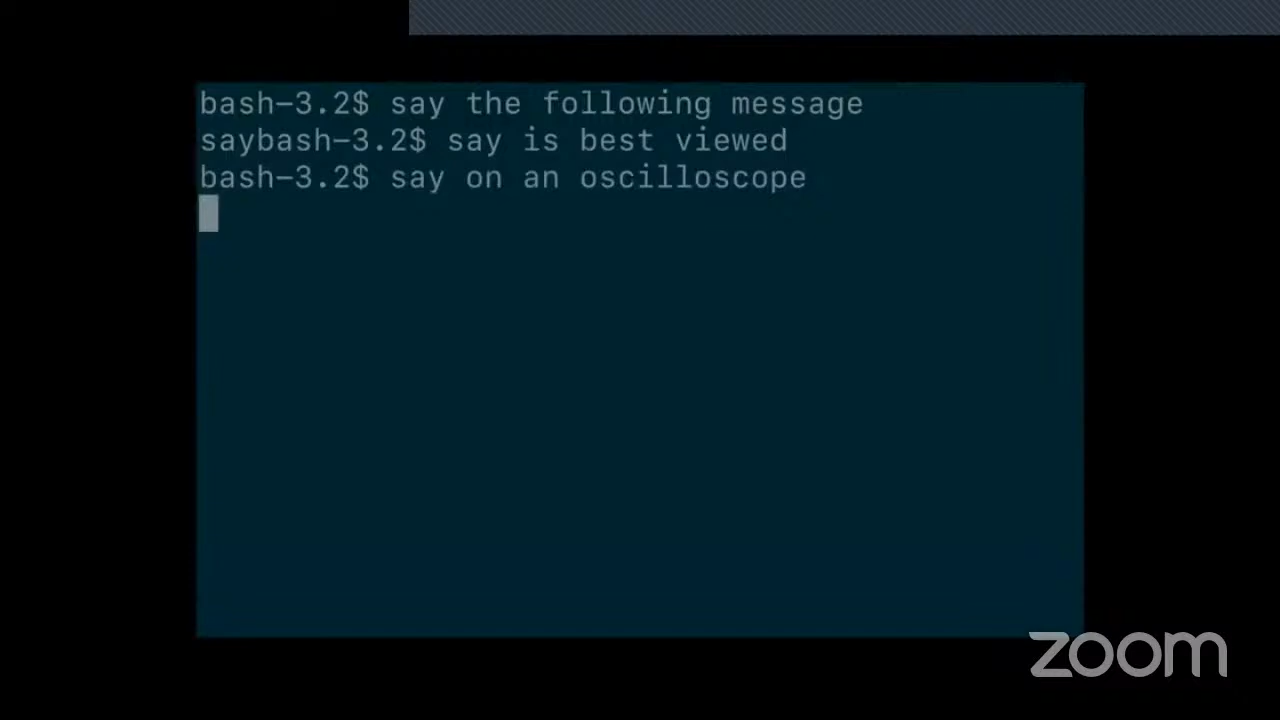 bash-3.2$ say the following message
saybash-3.2$ say is best viewed
bash-3.2$ say on an oscilloscope
zoom